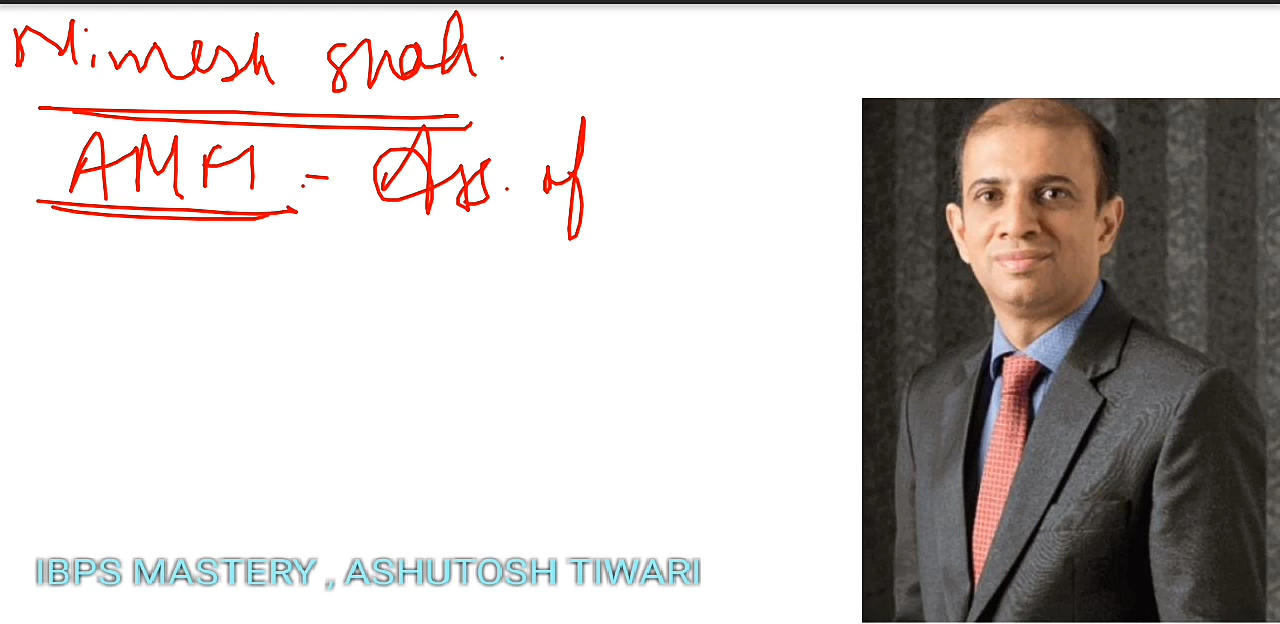 Nimesh Shah.
AMFI :- Ass. of
IBPS MASTERY , ASHUTOSH TIWARI